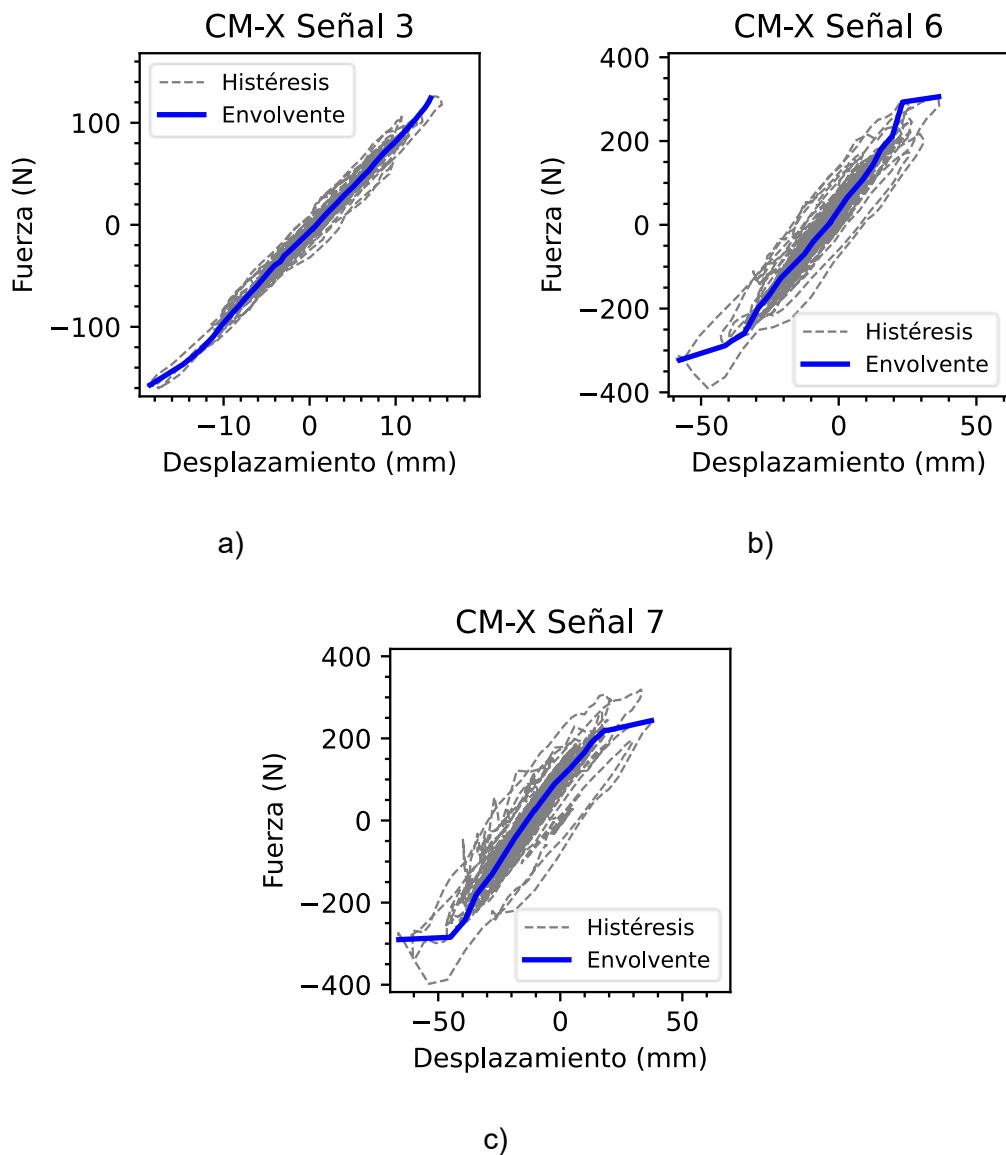 CM-X Señal 3
Histéresis
Envolvente
Fuerza (N)
100
0
−100
−10
0
10
Desplazamiento (mm)
a)
CM-X Señal 6
Histéresis
Envolvente
Fuerza (N)
400
200
0
−200
−400
−50
0
50
Desplazamiento (mm)
b)
CM-X Señal 7
Histéresis
Envolvente
Fuerza (N)
400
200
0
−200
−400
−50
0
50
Desplazamiento (mm)
c)